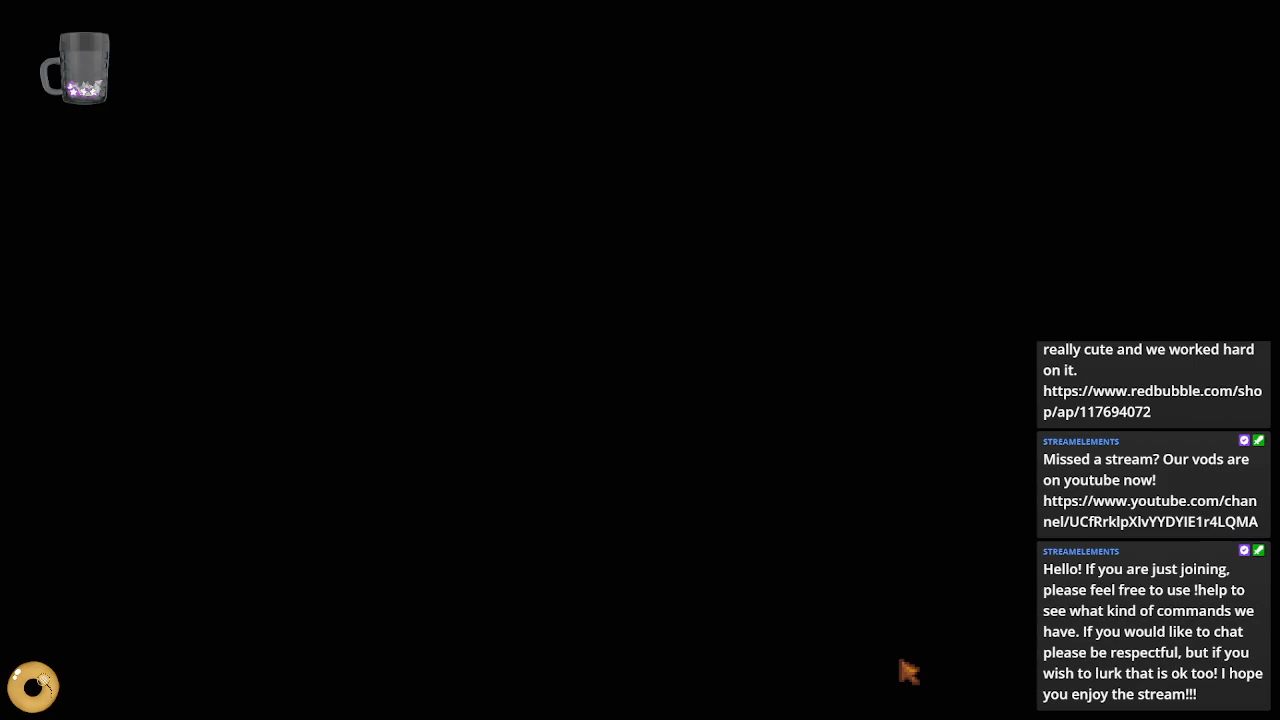 really cute and we worked hard
on it.
https://www.redbubble.com/sho
p/ap/117694072
STREAMELEMENTS
Missed a stream? Our vods are
on youtube now!
https://www.youtube.com/chan
nel/UCfRrklpXlvYYDYIE1r4LQMA
STREAMELEMENTS
Hello! If you are just joining,
please feel free to use !help to
see what kind of commands we
have. If you would like to chat
please be respectful, but if you
wish to lurk that is ok too! I hope
you enjoy the stream!!!